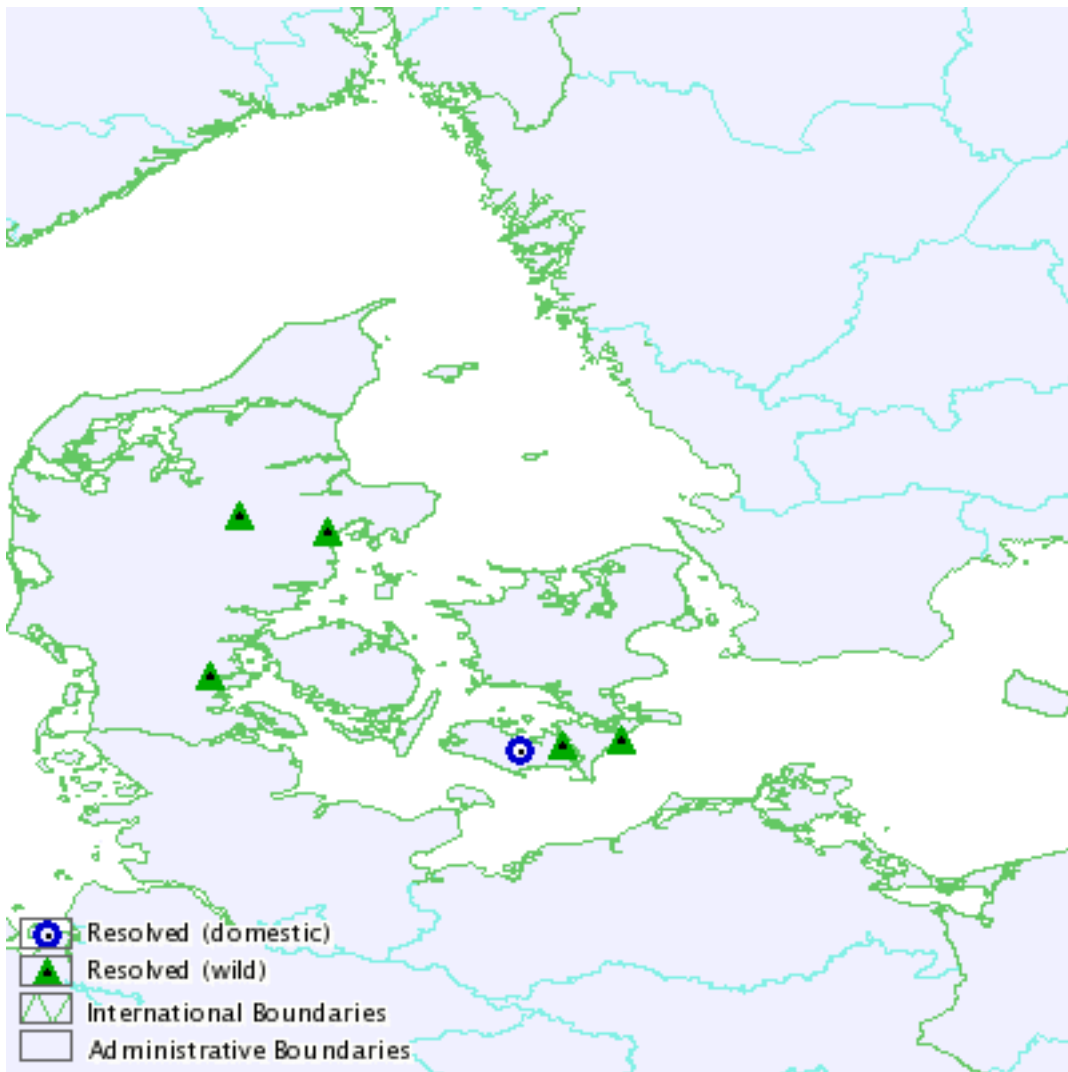 Resolved (domestic)
Resolved (wild)
International Boundaries
Administrative Boundaries